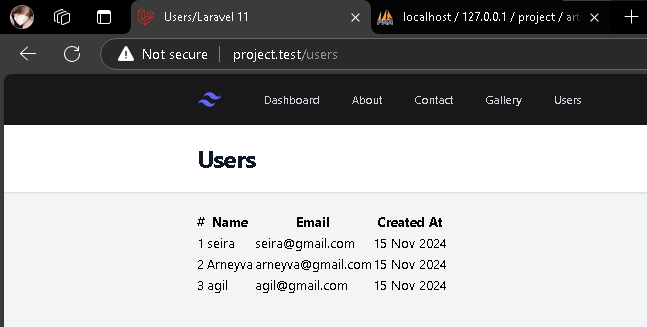 Users/Laravel 11
localhost / 127.0.0.1 / project / art
Not secure
project.test/users
Dashboard About Contact Gallery Users
Users
# Name Email Created At
1 seira seira@gmail.com 15 Nov 2024
2 Arneyva arneyva@gmail.com 15 Nov 2024
3 agil agil@gmail.com 15 Nov 2024